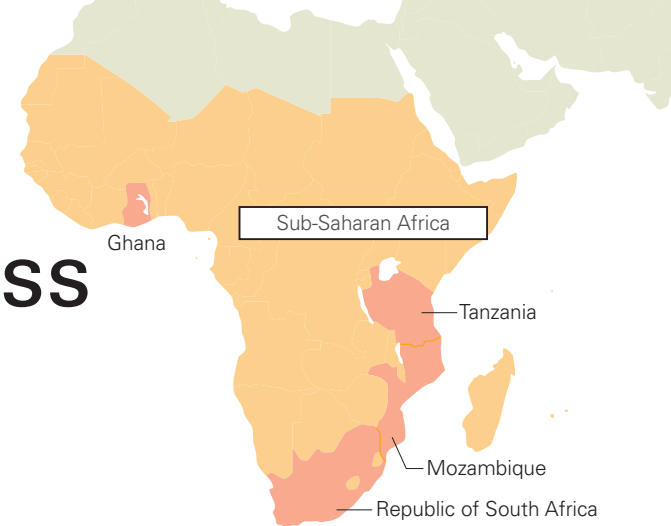 Sub-Saharan Africa
Ghana
ss
Tanzania
Mozambique
Republic of South Africa